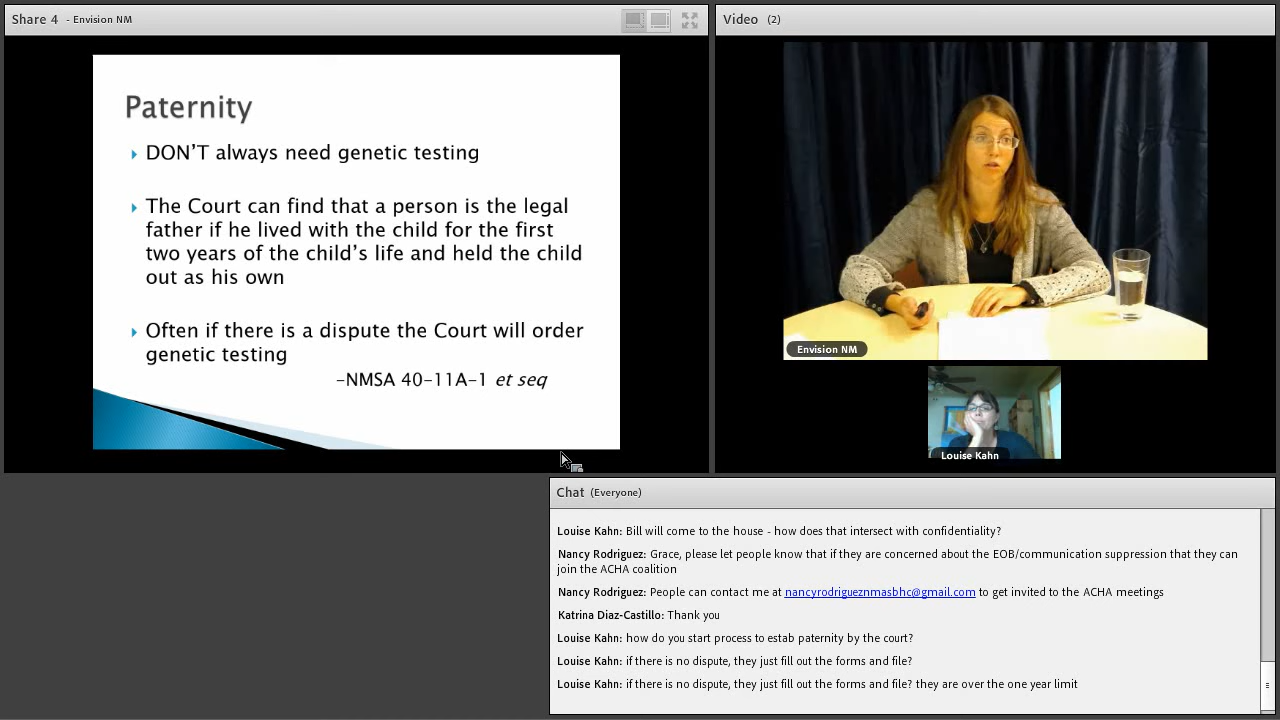 Share 4 - Envision NM
Paternity
DON'T always need genetic testing
The Court can find that a person is the legal
father if he lived with the child for the first
two years of the child's life and held the child
out as his own
Often if there is a dispute the Court will order
genetic testing
-NMSA 40-11A-1 et seq
Video (2)
Envision NM
Louise Kahn
Chat (Everyone)
Louise Kahn: Bill will come to the house - how does that intersect with confidentiality?
Nancy Rodriguez: Grace, please let people know that if they are concerned about the EOB/communication suppression that they can
join the ACHA coalition
Nancy Rodriguez: People can contact me at nancyrodrigueznmasbhc@gmail.com to get invited to the ACHA meetings
Katrina Diaz-Castillo: Thank you
Louise Kahn: how do you start process to estab paternity by the court?
Louise Kahn: if there is no dispute, they just fill out the forms and file?
Louise Kahn: if there is no dispute, they just fill out the forms and file? they are over the one year limit